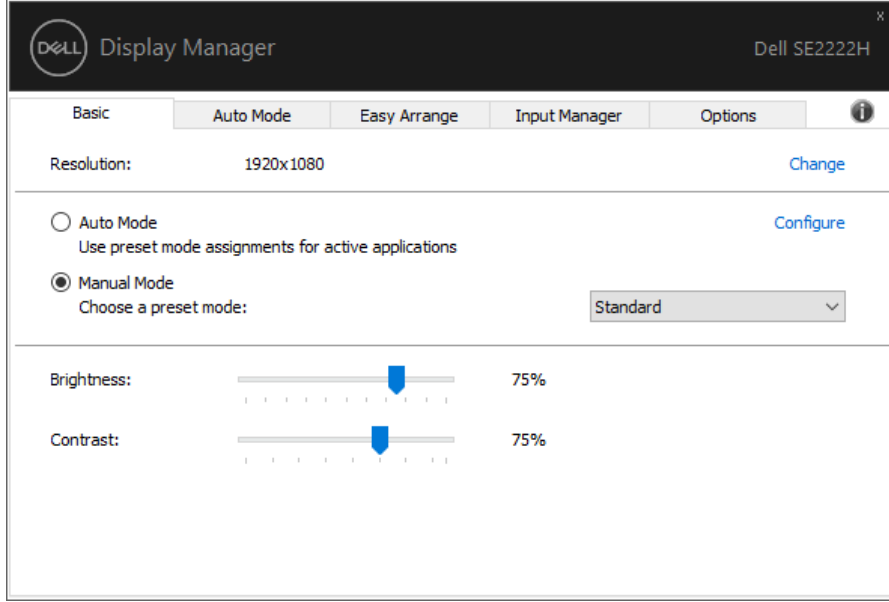 x
DELL Display Manager Dell SE2222H
Basic Auto Mode Easy Arrange Input Manager Options i
Resolution: 1920x1080 Change
Auto Mode Configure
Use preset mode assignments for active applications
Manual Mode
Choose a preset mode: Standard
Brightness: 75%
Contrast: 75%